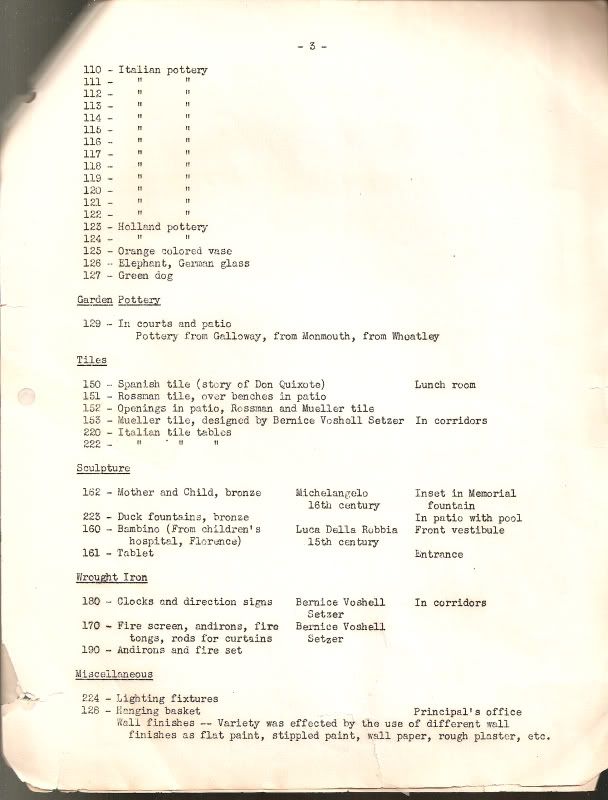 - 3 -
110 - Italian pottery
111 - " "
112 - " "
113 - " "
114 - " "
115 - " "
116 - " "
117 - " "
118 - " "
119 - " "
120 - " "
121 - " "
122 - " "
123 - Holland pottery
124 - " "
125 - Orange colored vase
126 - Elephant, German glass
127 - Green dog
Garden Pottery
129 - In courts and patio
Pottery from Galloway, from Monmouth, from Wheatley
Tiles
150 - Spanish tile (story of Don Quixote) Lunch room
151 - Rossman tile, over benches in patio
152 - Openings in patio, Rossman and Mueller tile
153 - Mueller tile, designed by Bernice Voshell Setzer In corridors
220 - Italian tile tables
222 - " " "
Sculpture
162 - Mother and Child, bronze Michelangelo Inset in Memorial
16th century fountain
223 - Duck fountains, bronze In patio with pool
160 - Bambino (From children's Luca Della Robbia Front vestibule
hospital, Florence) 15th century
161 - Tablet Entrance
Wrought Iron
180 - Clocks and direction signs Bernice Voshell In corridors
Setzer
170 - Fire screen, andirons, fire Bernice Voshell
tongs, rods for curtains Setzer
190 - Andirons and fire set
Miscellaneous
224 - Lighting fixtures
128 - Hanging basket Principal's office
Wall finishes -- Variety was effected by the use of different wall
finishes as flat paint, stippled paint, wall paper, rough plaster, etc.